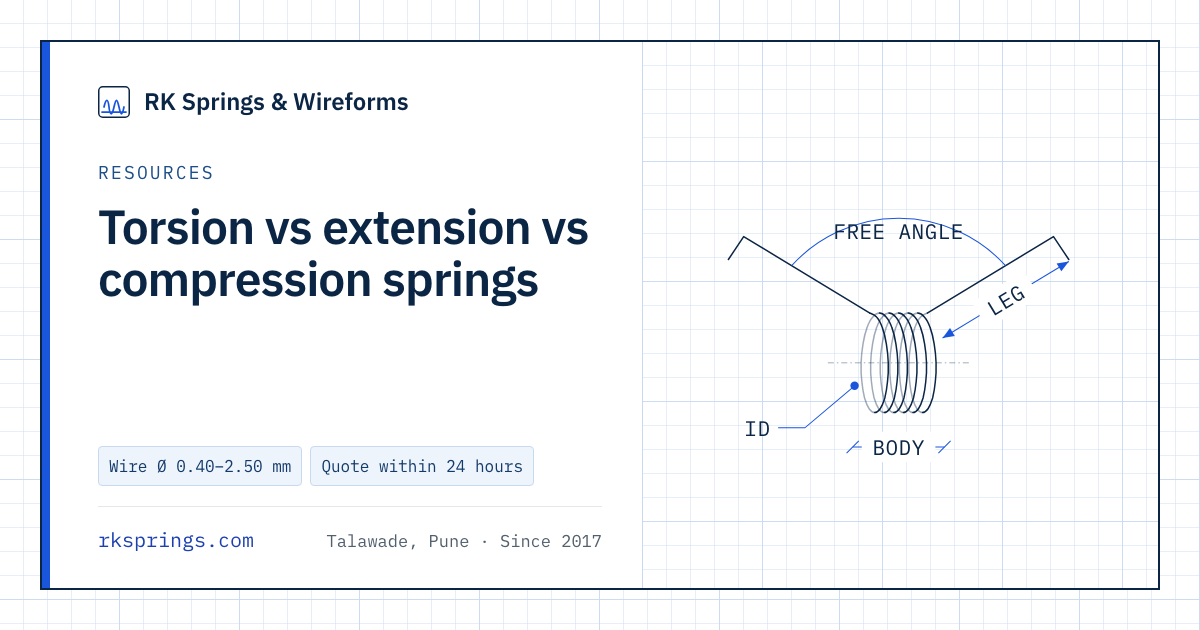 RK Springs & Wireforms
RESOURCES
Torsion vs extension vs
compression springs
Wire Ø 0.40–2.50 mm
Quote within 24 hours
rksprings.com
Talawade, Pune · Since 2017
FREE ANGLE
LEG
ID
BODY